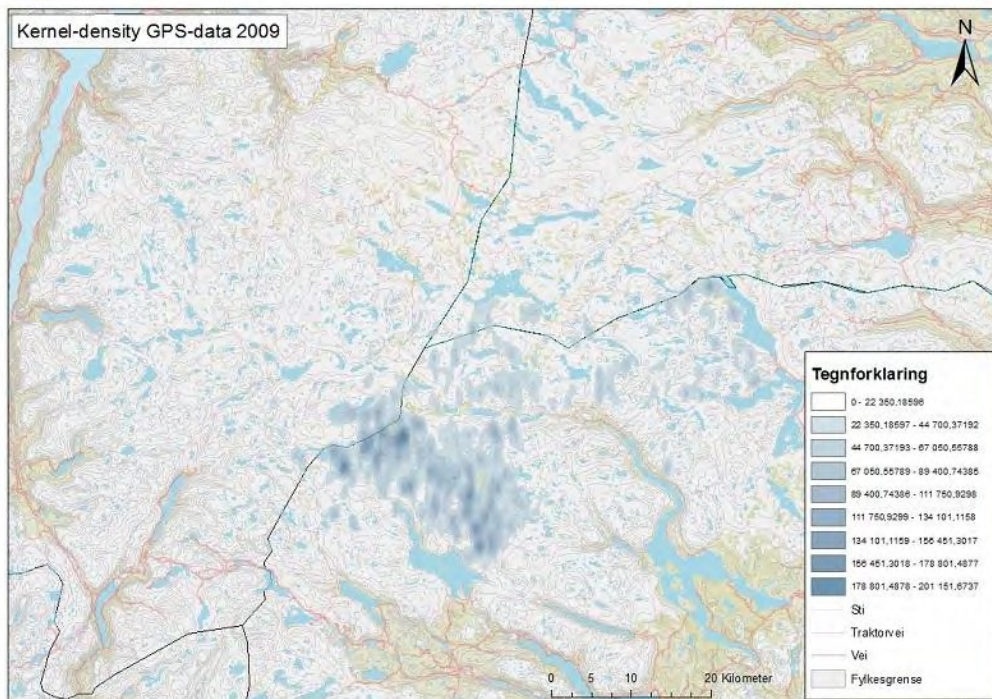 Kernel-density GPS-data 2009
N
Tegnforklaring
0 - 22 350,18596
22 350,18597 - 44 700,37192
44 700,37193 - 67 050,55788
67 050,55789 - 89 400,74385
89 400,74386 - 111 750,9298
111 750,9299 - 134 101,1158
134 101,1159 - 156 451,3017
156 451,3018 - 178 801,4877
178 801,4878 - 201 151,6737
Sti
Traktorvei
Vei
Fylkesgrense
0 5 10 20 Kilometer